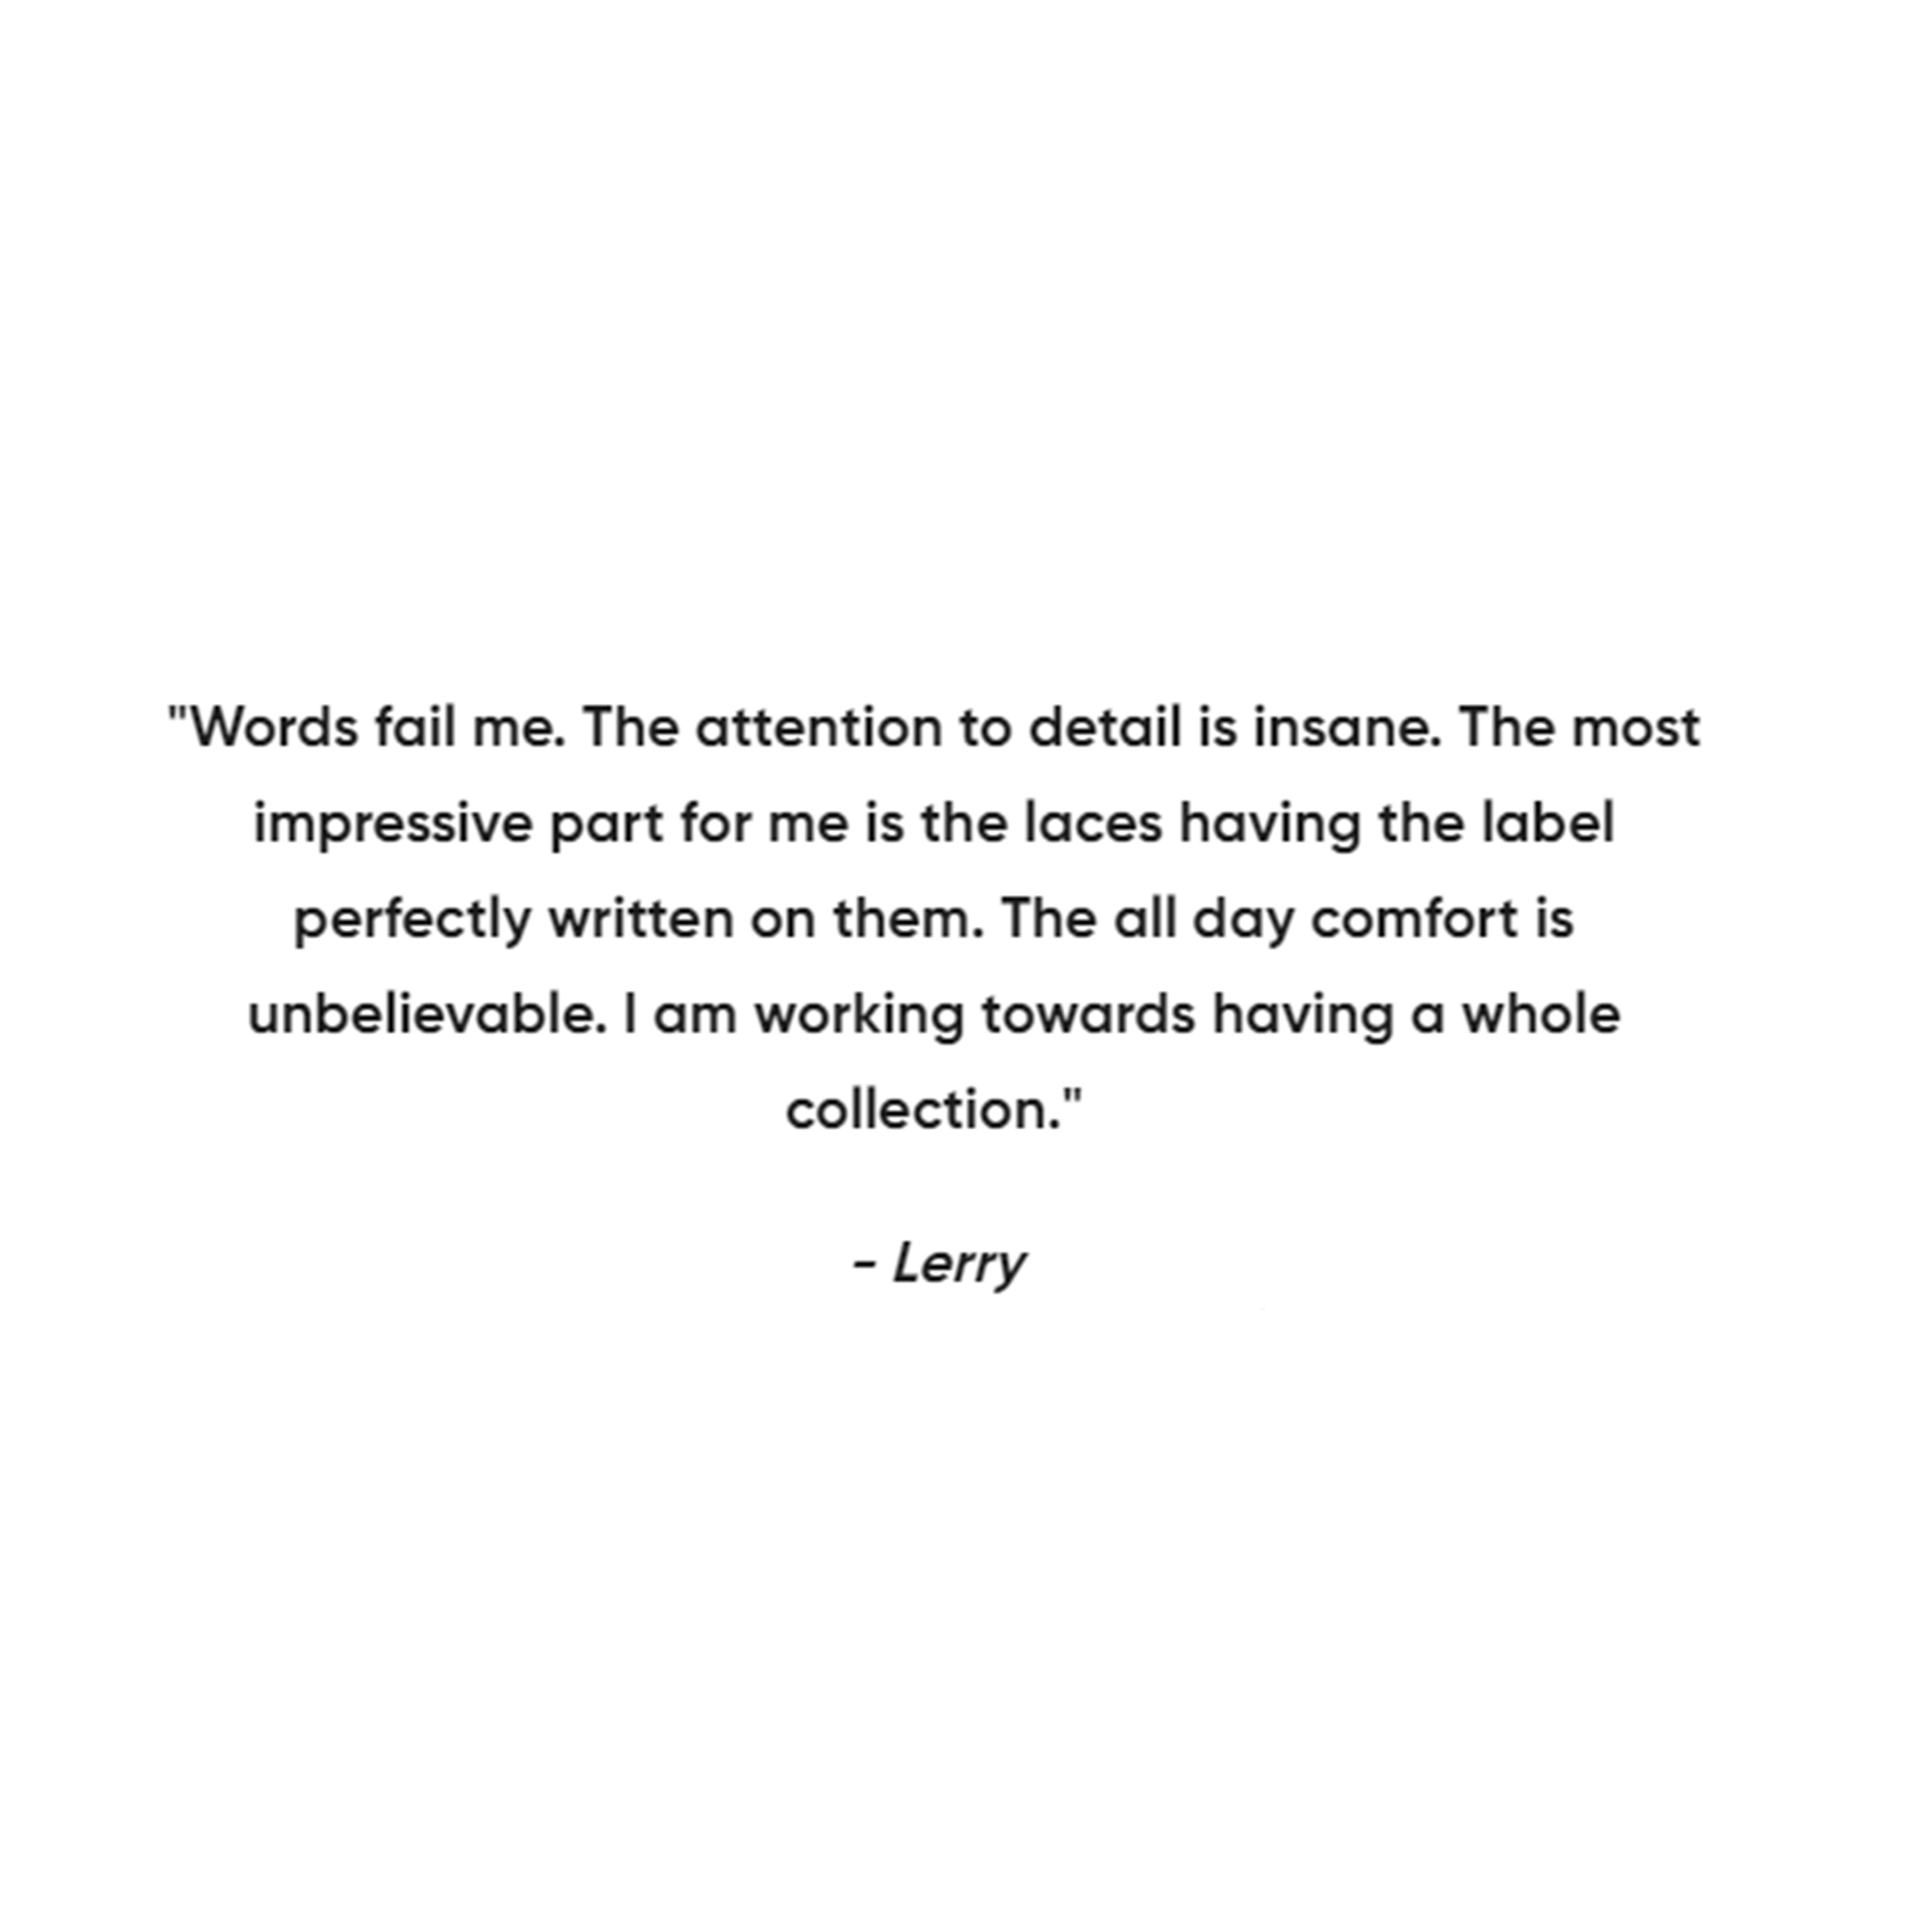 "Words fail me. The attention to detail is insane. The most
impressive part for me is the laces having the label
perfectly written on them. The all day comfort is
unbelievable. I am working towards having a whole
collection."
- Lerry